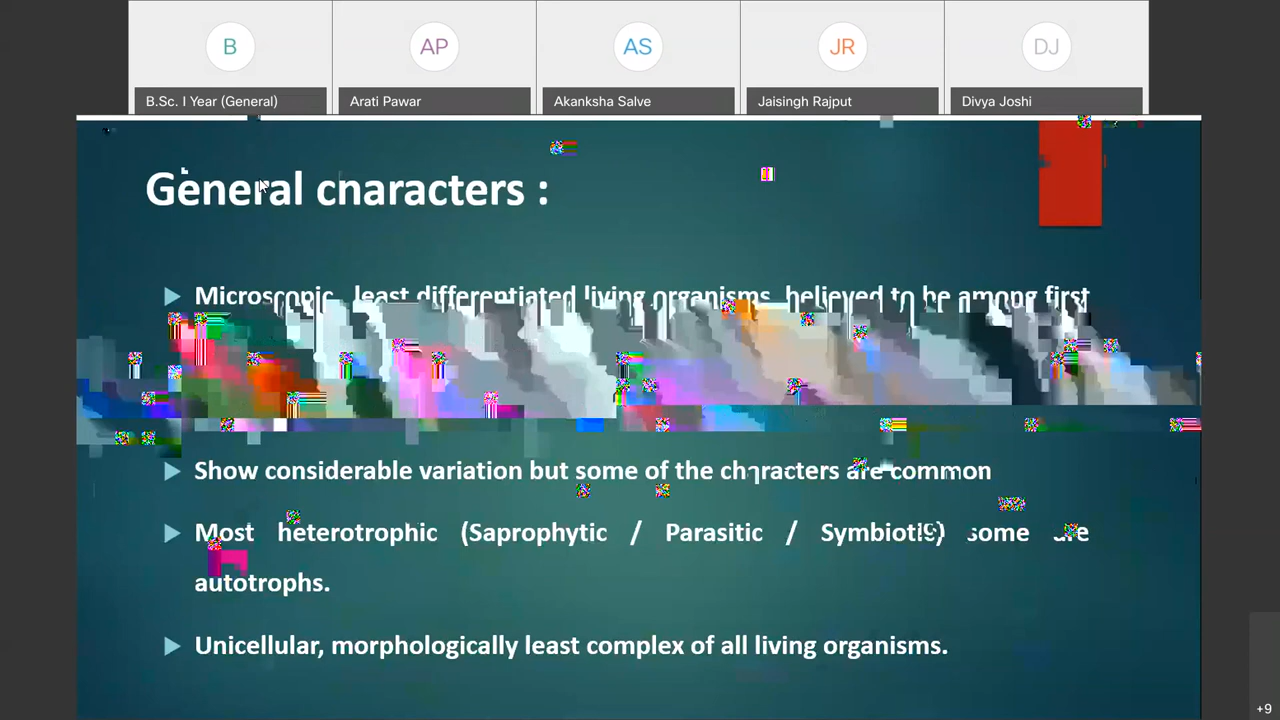 B
AP
AS
JR
DJ
B.Sc. I Year (General)
Arati Pawar
Akanksha Salve
Jaisingh Rajput
Divya Joshi
General characters :
Microscopic, least differentiated living organisms, believed to be among first
Show considerable variation but some of the characters are common
Most heterotrophic (Saprophytic / Parasitic / Symbiotic) some are
autotrophs.
Unicellular, morphologically least complex of all living organisms.
+9